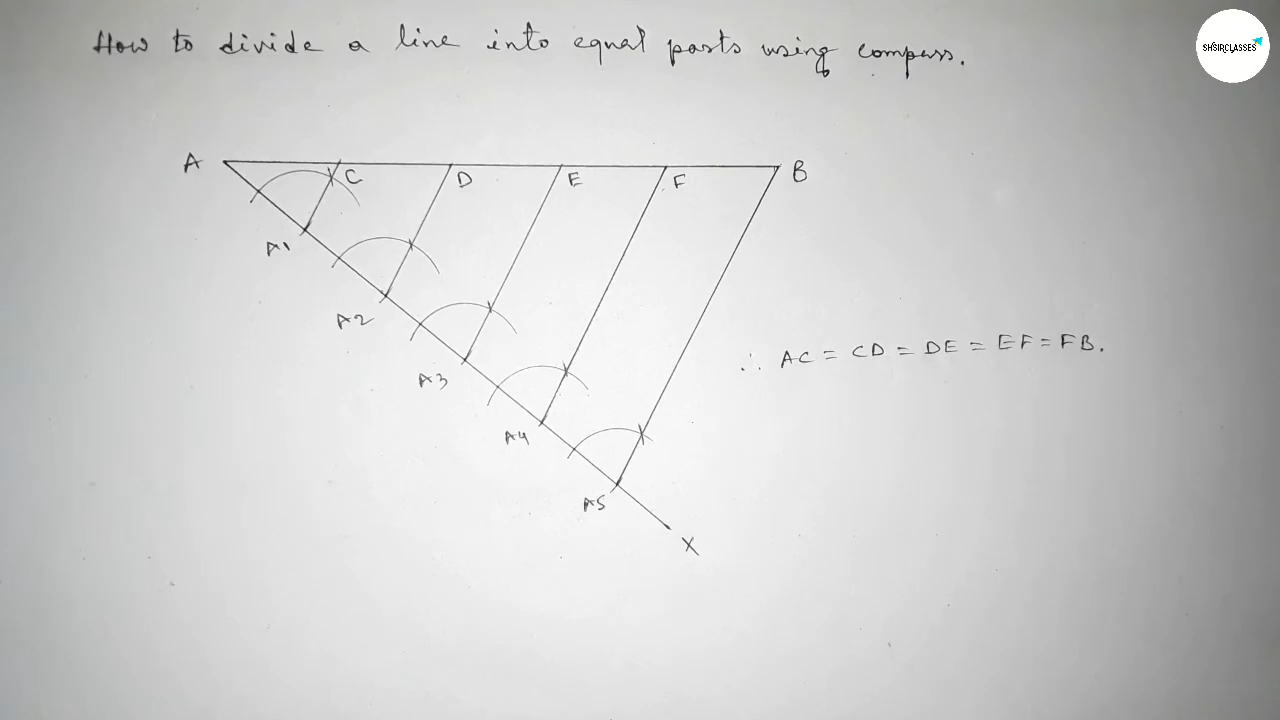 How to divide a line into equal parts using compass.
SHSIRCLASSES
A
B
C
D
E
F
A1
A2
A3
A4
A5
X
∴ AC = CD = DE = EF = FB.